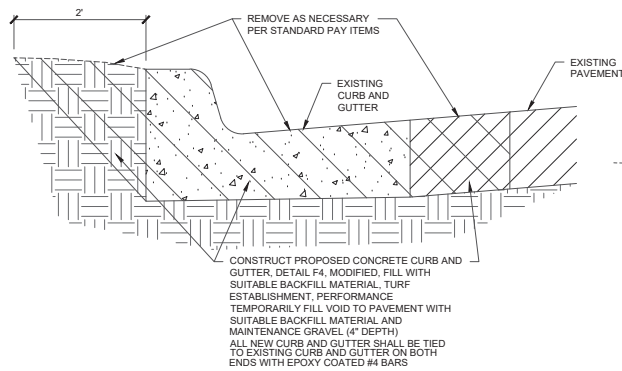 2'
REMOVE AS NECESSARY
PER STANDARD PAY ITEMS
EXISTING
PAVEMENT
EXISTING
CURB AND
GUTTER
CONSTRUCT PROPOSED CONCRETE CURB AND
GUTTER, DETAIL F4, MODIFIED, FILL WITH
SUITABLE BACKFILL MATERIAL, TURF
ESTABLISHMENT, PERFORMANCE
TEMPORARILY FILL VOID TO PAVEMENT WITH
SUITABLE BACKFILL MATERIAL AND
MAINTENANCE GRAVEL (4" DEPTH)
ALL NEW CURB AND GUTTER SHALL BE TIED
TO EXISTING CURB AND GUTTER ON BOTH
ENDS WITH EPOXY COATED #4 BARS